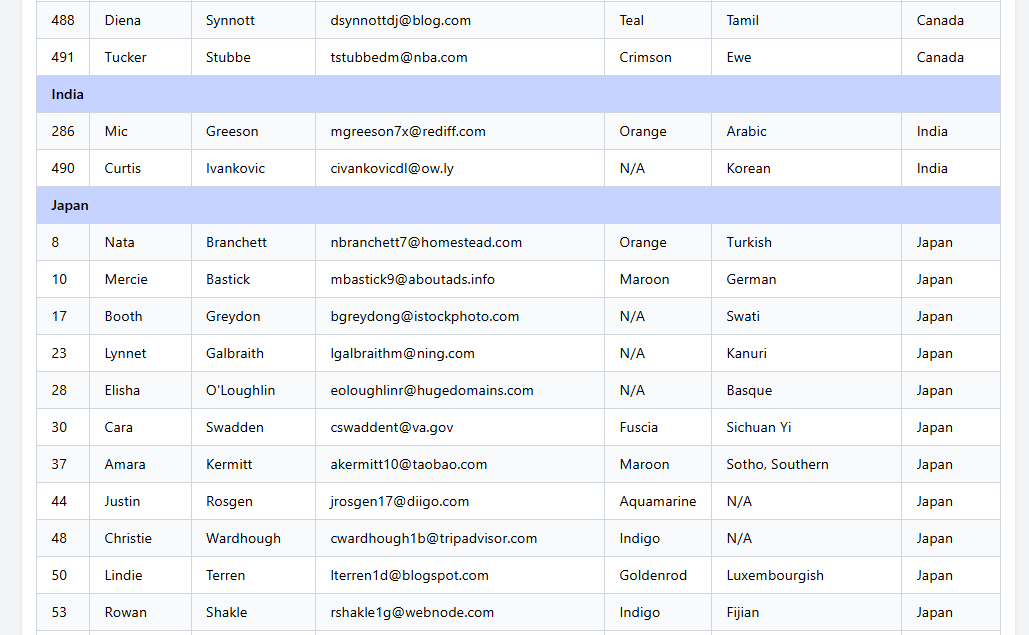 488 Diena Synnott dsynnottdj@blog.com Teal Tamil Canada
491 Tucker Stubbe tstubbedm@nba.com Crimson Ewe Canada
India
286 Mic Greeson mgreeson7x@rediff.com Orange Arabic India
490 Curtis Ivankovic civankovicdl@ow.ly N/A Korean India
Japan
8 Nata Branchett nbranchett7@homestead.com Orange Turkish Japan
10 Mercie Bastick mbastick9@aboutads.info Maroon German Japan
17 Booth Greydon bgreydong@istockphoto.com N/A Swati Japan
23 Lynnet Galbraith lgalbraithm@ning.com N/A Kanuri Japan
28 Elisha O'Loughlin eoloughlinr@hugedomains.com N/A Basque Japan
30 Cara Swadden cswaddent@va.gov Fuscia Sichuan Yi Japan
37 Amara Kermitt akermitt10@taobao.com Maroon Sotho, Southern Japan
44 Justin Rosgen jrosgen17@diigo.com Aquamarine N/A Japan
48 Christie Wardhough cwardhough1b@tripadvisor.com Indigo N/A Japan
50 Lindie Terren lterren1d@blogspot.com Goldenrod Luxembourgish Japan
53 Rowan Shakle rshakle1g@webnode.com Indigo Fijian Japan